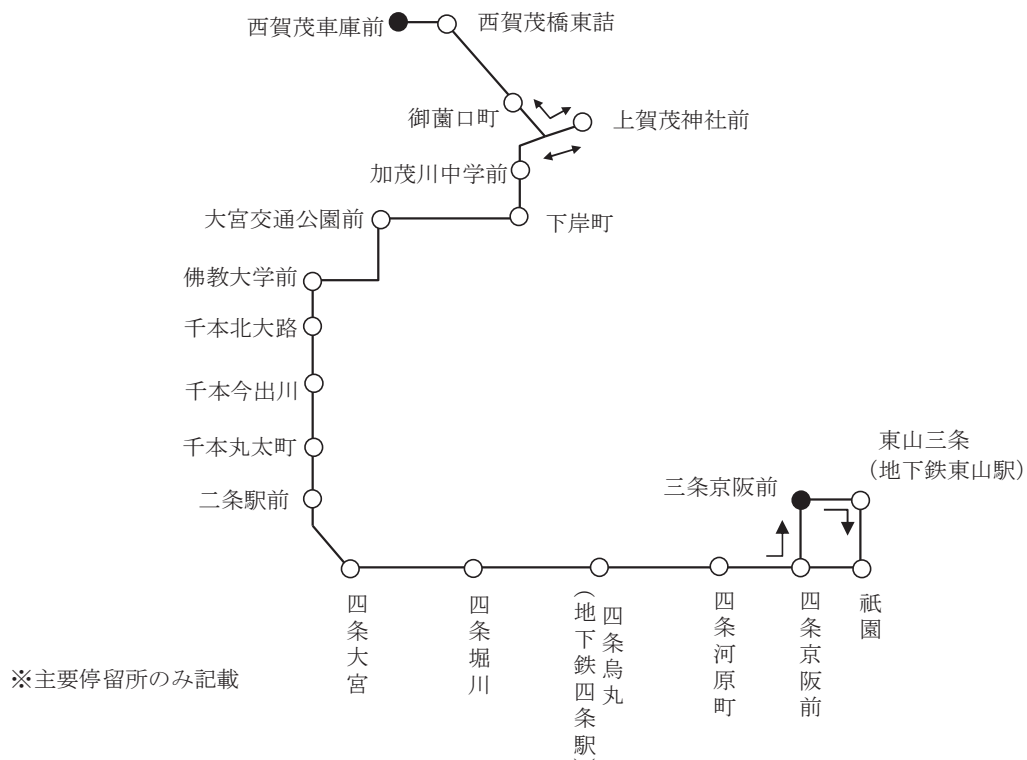 西賀茂車庫前
西賀茂橋東詰
御薗口町
上賀茂神社前
加茂川中学前
大宮交通公園前
下岸町
佛教大学前
千本北大路
千本今出川
千本丸太町
二条駅前
東山三条
(地下鉄東山駅)
三条京阪前
四条大宮
四条堀川
四条烏丸
(地下鉄四条駅)
四条河原町
四条京阪前
祇園
※主要停留所のみ記載